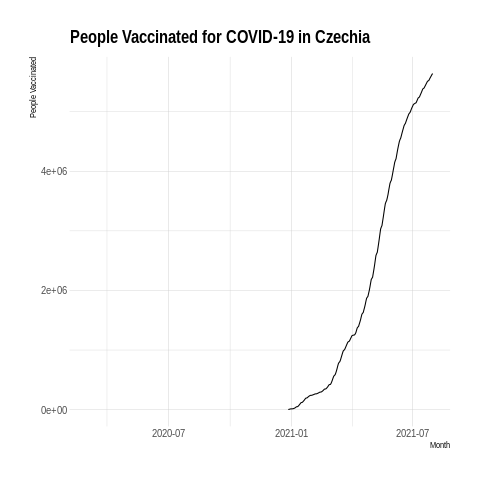 People Vaccinated for COVID-19 in Czechia
People Vaccinated
4e+06
2e+06
0e+00
2020-07
2021-01
2021-07
Month